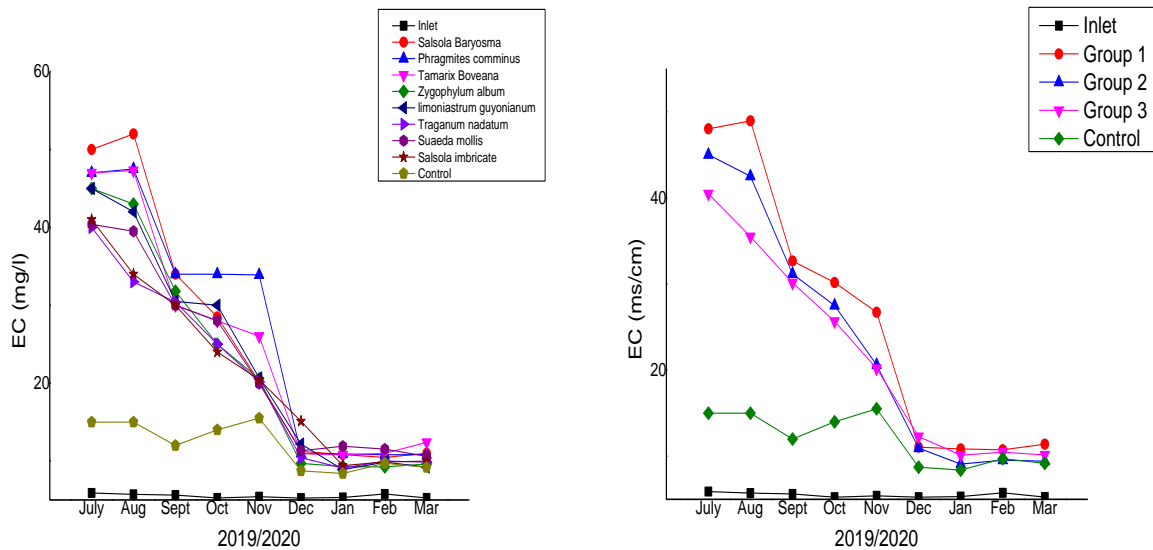 Inlet
Salsola Baryosma
Phragmites comminus
Tamarix Boveana
Zygophylum album
limoniastrum guyonianum
Traganum nadatum
Suaeda mollis
Salsola imbricate
Control
60
40
20
EC (mg/l)
July Aug Sept Oct Nov Dec Jan Feb Mar
2019/2020
Inlet
Group 1
Group 2
Group 3
Control
40
20
EC (ms/cm)
July Aug Sept Oct Nov Dec Jan Feb Mar
2019/2020